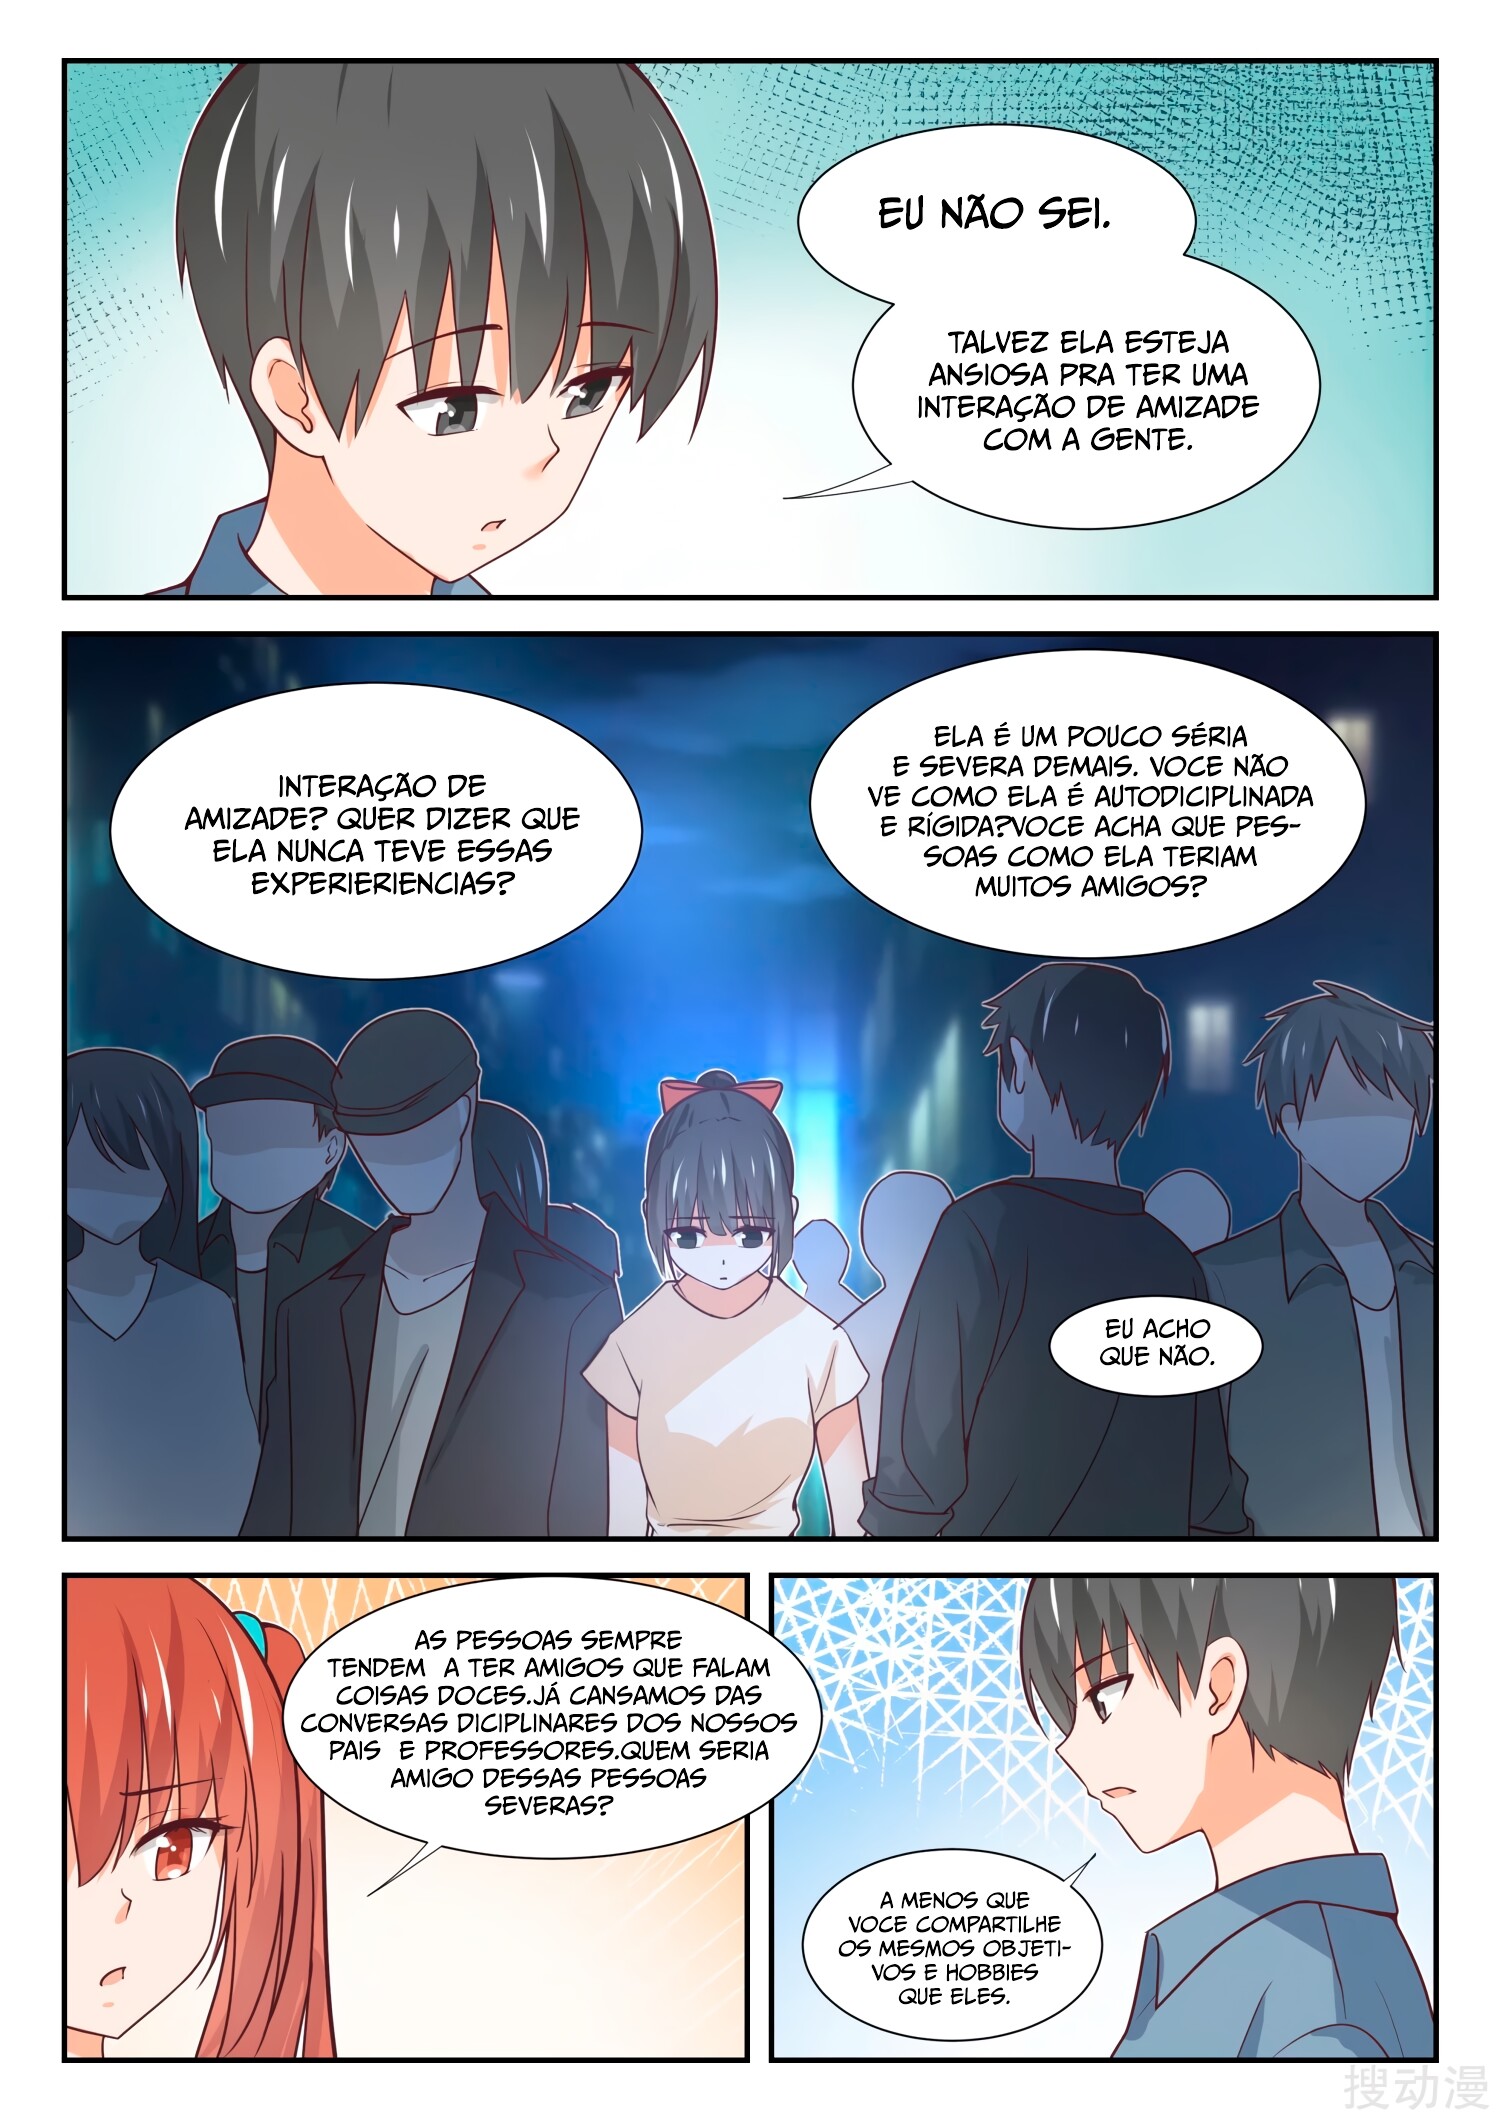 EU NÃO SEI.
TALVEZ ELA ESTEJA
ANSIOSA PRA TER UMA
INTERAÇÃO DE AMIZADE
COM A GENTE.
INTERAÇÃO DE
AMIZADE? QUER DIZER QUE
ELA NUNCA TEVE ESSAS
EXPERIERIENCIAS?
ELA É UM POUCO SÉRIA
E SEVERA DEMAIS. VOCE NÃO
VE COMO ELA É AUTODICIPLINADA
E RÍGIDA?VOCE ACHA QUE PES-
SOAS COMO ELA TERIAM
MUITOS AMIGOS?
EU ACHO
QUE NÃO.
AS PESSOAS SEMPRE
TENDEM A TER AMIGOS QUE FALAM
COISAS DOCES.JÁ CANSAMOS DAS
CONVERSAS DICIPLINARES DOS NOSSOS
PAIS E PROFESSORES.QUEM SERIA
AMIGO DESSAS PESSOAS
SEVERAS?
A MENOS QUE
VOCE COMPARTILHE
OS MESMOS OBJETI-
VOS E HOBBIES
QUE ELES.
搜动漫